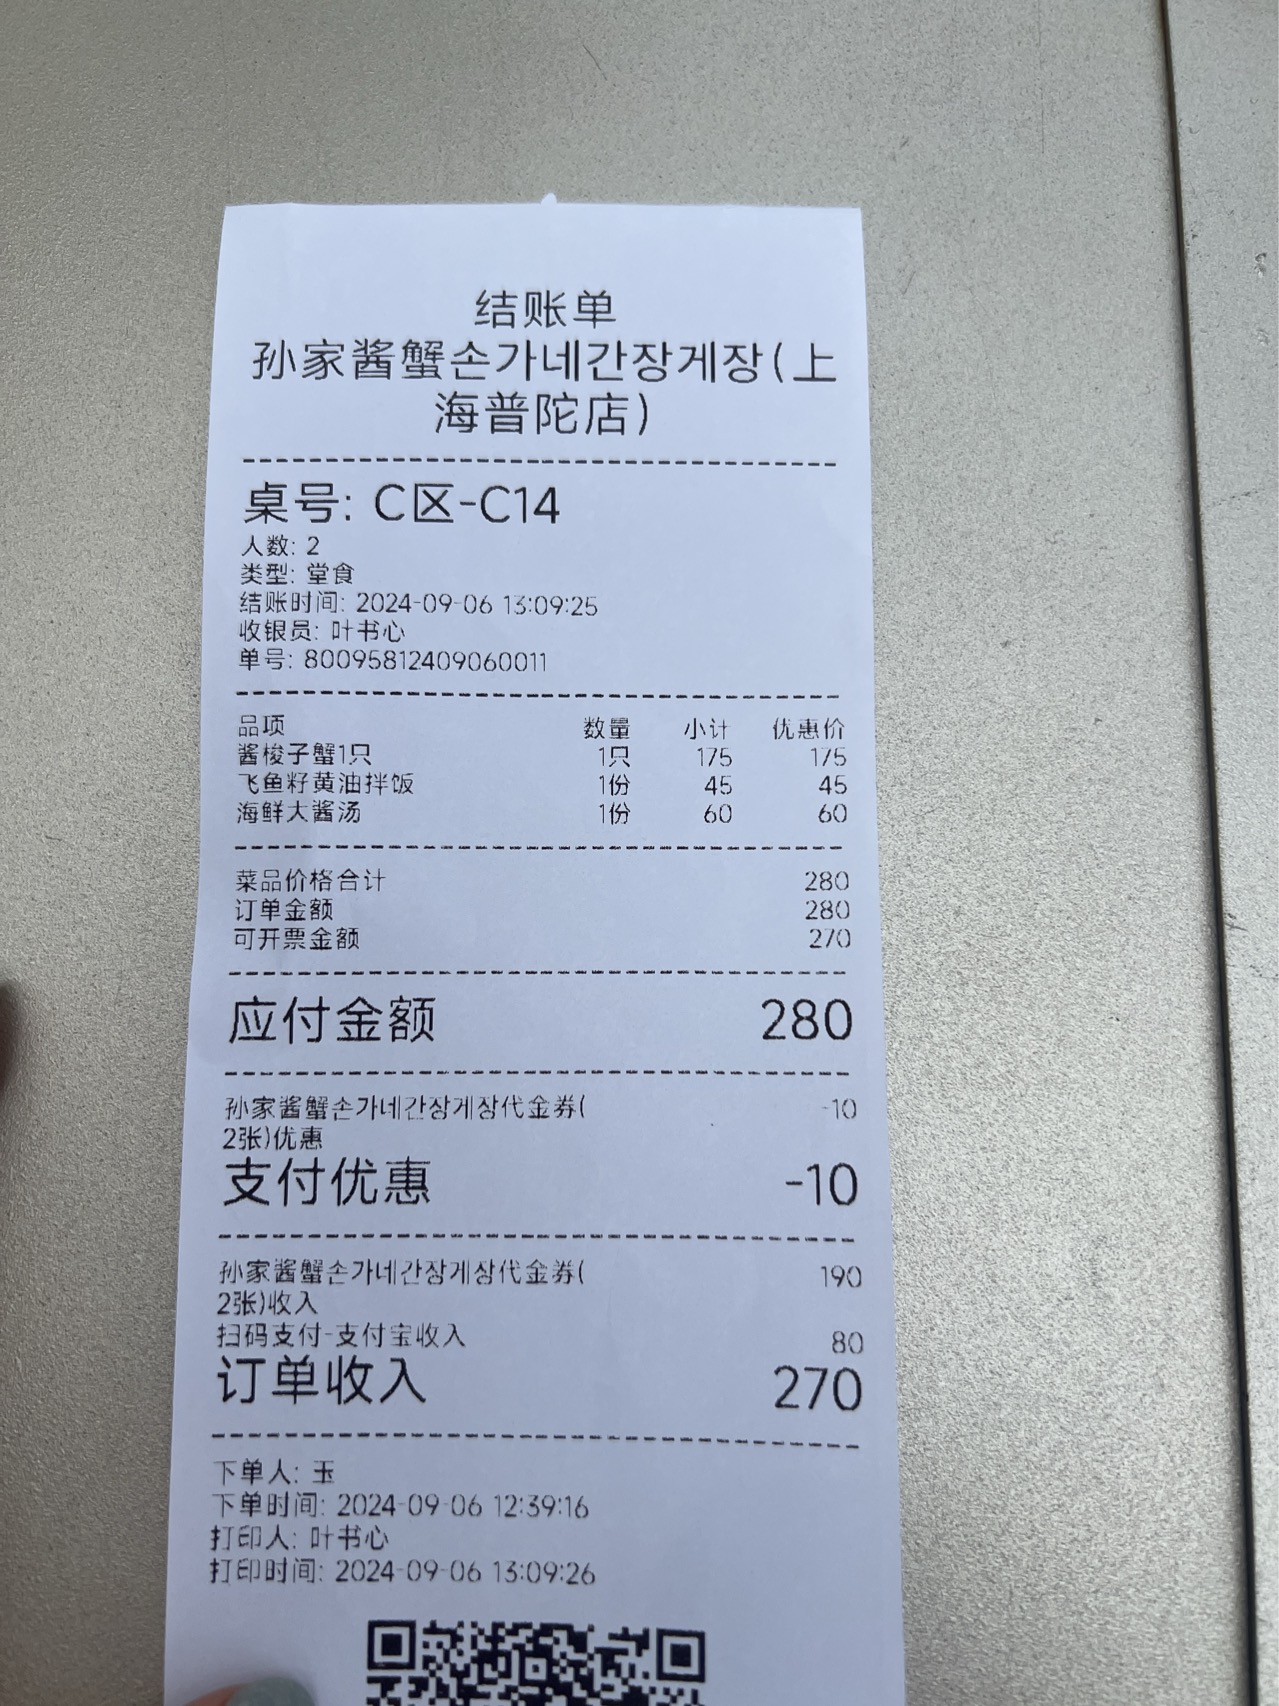 结账单
孙家酱蟹손가네간장게장(上
海普陀店)
桌号: C区-C14
人数: 2
类型: 堂食
结账时间: 2024-09-06 13:09:25
收银员: 叶书心
单号: 80095812409060011
品项 数量 小计 优惠价
酱梭子蟹1只 1只 175 175
飞鱼籽黄油拌饭 1份 45 45
海鲜大酱汤 1份 60 60
菜品价格合计 280
订单金额 280
可开票金额 270
应付金额 280
孙家酱蟹손가네간장게장代金券( -10
2张)优惠
支付优惠 -10
孙家酱蟹손가네간장게장代金券( 190
2张)收入
扫码支付-支付宝收入 80
订单收入 270
下单人: 玉
下单时间: 2024-09-06 12:39:16
打印人: 叶书心
打印时间: 2024-09-06 13:09:26